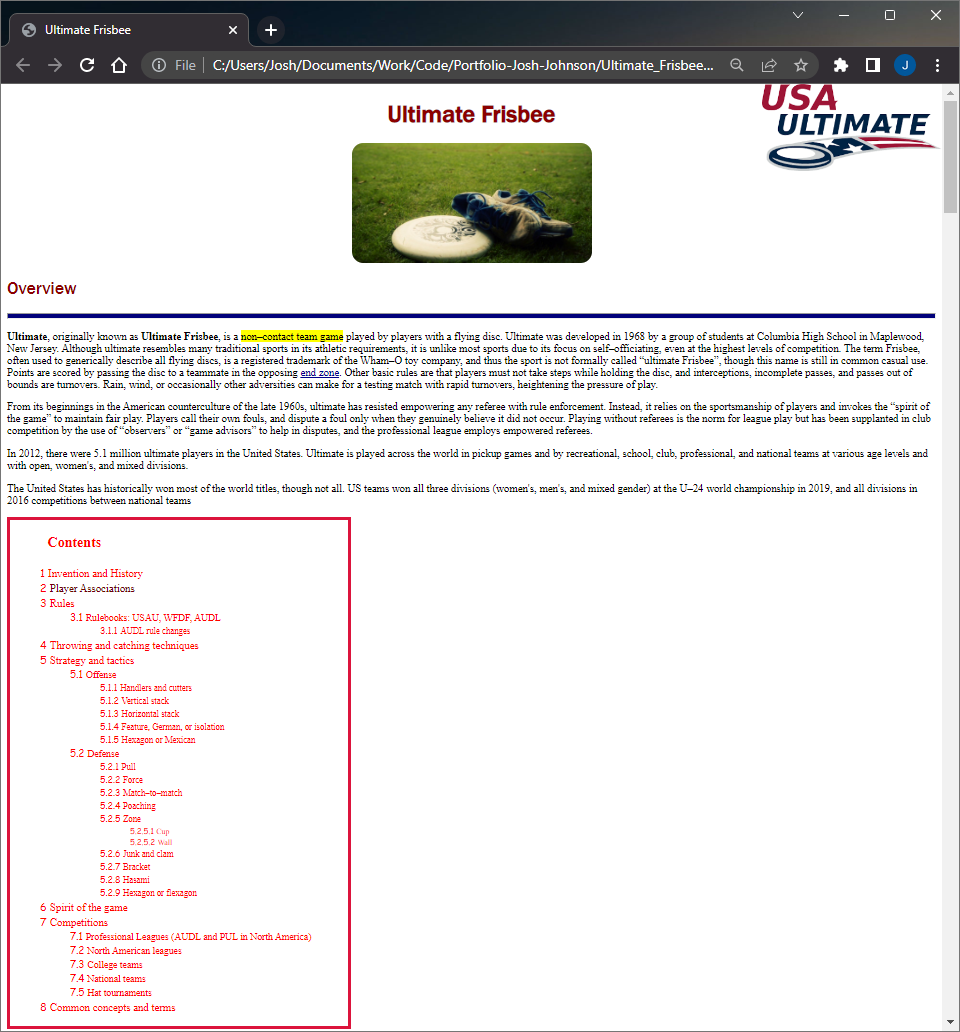 Ultimate Frisbee
File
C:/Users/Josh/Documents/Work/Code/Portfolio-Josh-Johnson/Ultimate_Frisbee...
J
Ultimate Frisbee
USA
ULTIMATE
Overview
Ultimate, originally known as Ultimate Frisbee, is a non–contact team game played by players with a flying disc. Ultimate was developed in 1968 by a group of students at Columbia High School in Maplewood,
New Jersey. Although ultimate resembles many traditional sports in its athletic requirements, it is unlike most sports due to its focus on self–officiating, even at the highest levels of competition. The term Frisbee,
often used to generically describe all flying discs, is a registered trademark of the Wham–O toy company, and thus the sport is not formally called “ultimate Frisbee”, though this name is still in common casual use.
Points are scored by passing the disc to a teammate in the opposing end zone. Other basic rules are that players must not take steps while holding the disc, and interceptions, incomplete passes, and passes out of
bounds are turnovers. Rain, wind, or occasionally other adversities can make for a testing match with rapid turnovers, heightening the pressure of play.
From its beginnings in the American counterculture of the late 1960s, ultimate has resisted empowering any referee with rule enforcement. Instead, it relies on the sportsmanship of players and invokes the “spirit of
the game” to maintain fair play. Players call their own fouls, and dispute a foul only when they genuinely believe it did not occur. Playing without referees is the norm for league play but has been supplanted in club
competition by the use of “observers” or “game advisors” to help in disputes, and the professional league employs empowered referees.
In 2012, there were 5.1 million ultimate players in the United States. Ultimate is played across the world in pickup games and by recreational, school, club, professional, and national teams at various age levels and
with open, women's, and mixed divisions.
The United States has historically won most of the world titles, though not all. US teams won all three divisions (women's, men's, and mixed gender) at the U–24 world championship in 2019, and all divisions in
2016 competitions between national teams
Contents
1 Invention and History
2 Player Associations
3 Rules
3.1 Rulebooks: USAU, WFDF, AUDL
3.1.1 AUDL rule changes
4 Throwing and catching techniques
5 Strategy and tactics
5.1 Offense
5.1.1 Handlers and cutters
5.1.2 Vertical stack
5.1.3 Horizontal stack
5.1.4 Feature, German, or isolation
5.1.5 Hexagon or Mexican
5.2 Defense
5.2.1 Pull
5.2.2 Force
5.2.3 Match–to–match
5.2.4 Poaching
5.2.5 Zone
5.2.5.1 Cup
5.2.5.2 Wall
5.2.6 Junk and clam
5.2.7 Bracket
5.2.8 Hasami
5.2.9 Hexagon or flexagon
6 Spirit of the game
7 Competitions
7.1 Professional Leagues (AUDL and PUL in North America)
7.2 North American leagues
7.3 College teams
7.4 National teams
7.5 Hat tournaments
8 Common concepts and terms